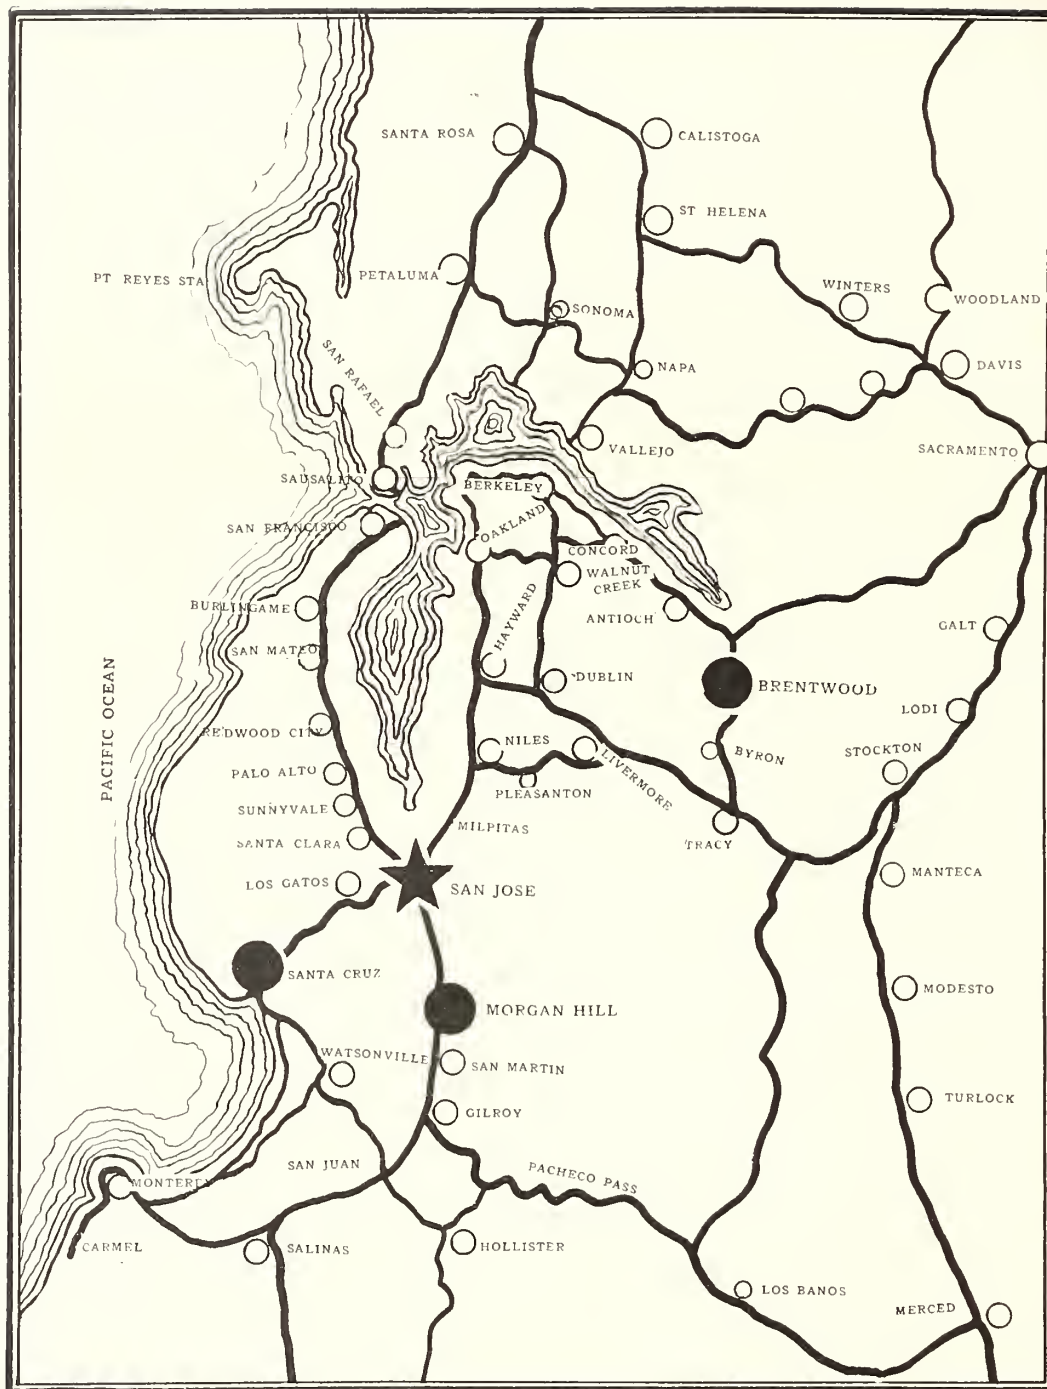 SANTA ROSA
CALISTOGA
ST HELENA
PT REYES STA
PETALUMA
WINTERS
WOODLAND
SONOMA
SAN RAFAEL
NAPA
DAVIS
VALLEJO
SACRAMENTO
SAUSALITO
BERKELEY
SAN FRANCISCO
OAKLAND
CONCORD
WALNUT
CREEK
BURLINGAME
HAYWARD
ANTIOCH
GALT
SAN MATEO
DUBLIN
BRENTWOOD
PACIFIC OCEAN
LODI
REDWOOD CITY
NILES
LIVERMORE
BYRON
STOCKTON
PALO ALTO
PLEASANTON
SUNNYVALE
MILPITAS
SANTA CLARA
TRACY
LOS GATOS
SAN JOSE
MANTECA
SANTA CRUZ
MODESTO
MORGAN HILL
WATSONVILLE
SAN MARTIN
GILROY
TURLOCK
SAN JUAN
PACHECO PASS
MONTEREY
CARMEL
SALINAS
HOLLISTER
LOS BANOS
MERCED